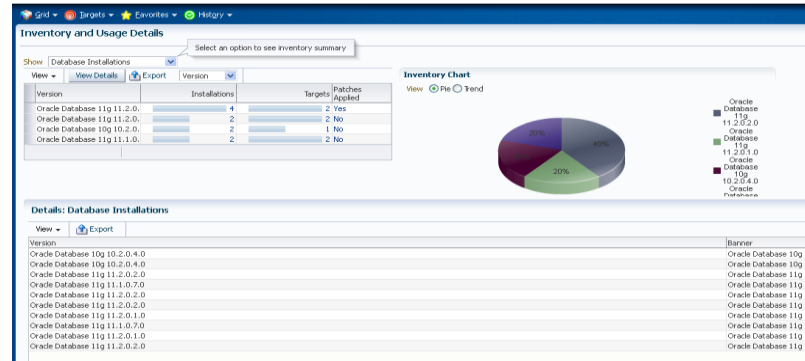 Grid Targets Favorites History
Inventory and Usage Details
Select an option to see inventory summary
Show Database Installations
View View Details Export Version
Version Installations Targets Patches Applied
Oracle Database 11g 11.2.0. 4 2 Yes
Oracle Database 11g 11.2.0. 2 2 No
Oracle Database 10g 10.2.0. 2 1 No
Oracle Database 11g 11.1.0. 2 2 No
Inventory Chart
View Pie Trend
20%
40%
20%
Oracle
Database
11g
11.2.0.2.0
Oracle
Database
11g
11.2.0.1.0
Oracle
Database
10g
10.2.0.4.0
Oracle
Database
Details: Database Installations
View Export
Version Banner
Oracle Database 10g 10.2.0.4.0 Oracle Database 10g
Oracle Database 10g 10.2.0.4.0 Oracle Database 10g
Oracle Database 11g 11.2.0.2.0 Oracle Database 11g
Oracle Database 11g 11.1.0.7.0 Oracle Database 11g
Oracle Database 11g 11.2.0.2.0 Oracle Database 11g
Oracle Database 11g 11.2.0.2.0 Oracle Database 11g
Oracle Database 11g 11.2.0.1.0 Oracle Database 11g
Oracle Database 11g 11.1.0.7.0 Oracle Database 11g
Oracle Database 11g 11.2.0.1.0 Oracle Database 11g
Oracle Database 11g 11.2.0.2.0 Oracle Database 11g